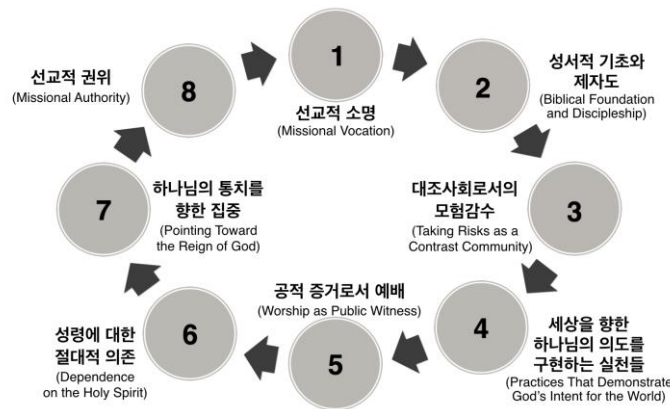 1
선교적 소명
(Missional Vocation)
2
성서적 기초와
제자도
(Biblical Foundation
and Discipleship)
3
대조사회로서의
모험감수
(Taking Risks as a
Contrast Community)
4
세상을 향한
하나님의 의도를
구현하는 실천들
(Practices That Demonstrate
God's Intent for the World)
5
공적 증거로서 예배
(Worship as Public Witness)
6
성령에 대한
절대적 의존
(Dependence
on the Holy Spirit)
7
하나님의 통치를
향한 집중
(Pointing Toward
the Reign of God)
8
선교적 권위
(Missional Authority)